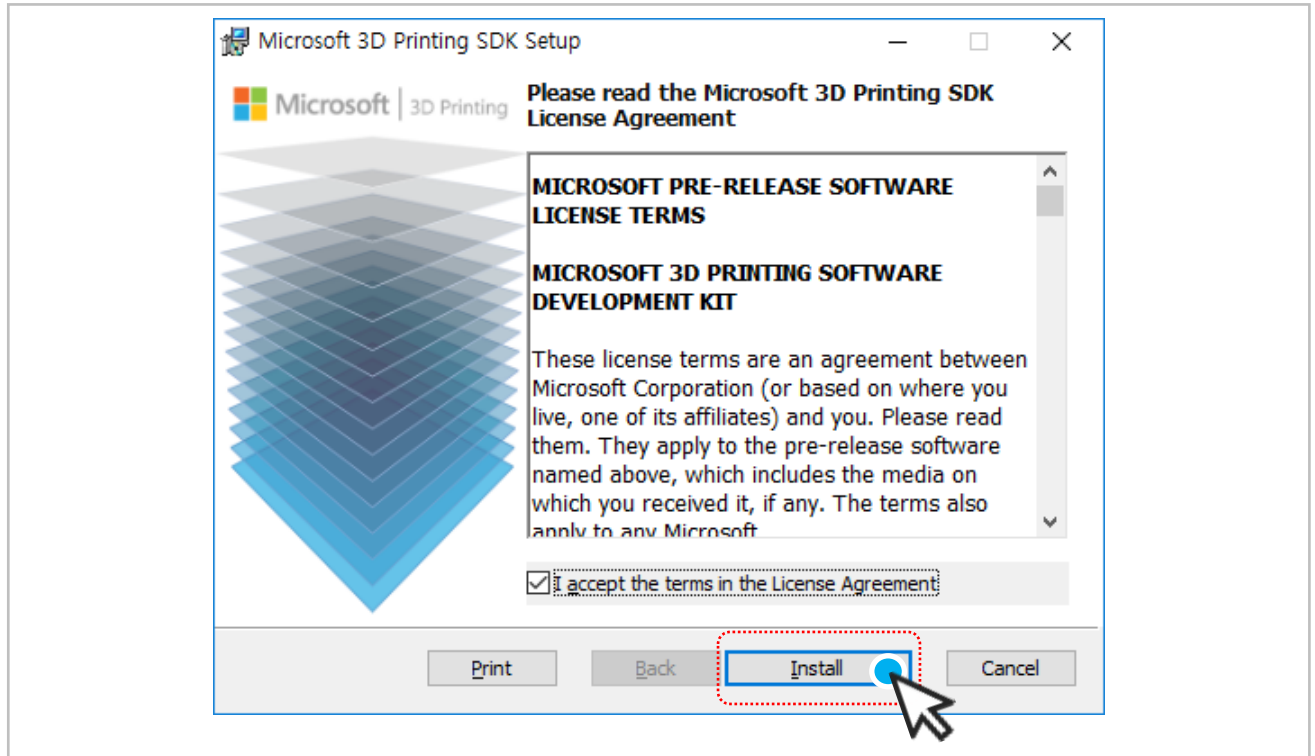 Microsoft 3D Printing SDK Setup
Microsoft | 3D Printing
Please read the Microsoft 3D Printing SDK
License Agreement
MICROSOFT PRE-RELEASE SOFTWARE
LICENSE TERMS
MICROSOFT 3D PRINTING SOFTWARE
DEVELOPMENT KIT
These license terms are an agreement between
Microsoft Corporation (or based on where you
live, one of its affiliates) and you. Please read
them. They apply to the pre-release software
named above, which includes the media on
which you received it, if any. The terms also
apply to any Microsoft
I accept the terms in the License Agreement
Print
Back
Install
Cancel